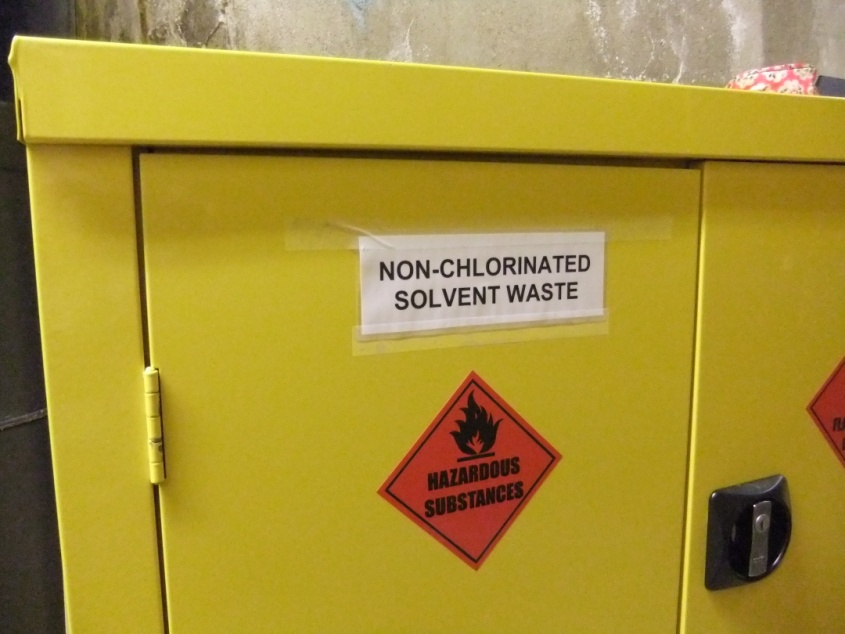 NON-CHLORINATED
SOLVENT WASTE
HAZARDOUS
SUBSTANCES